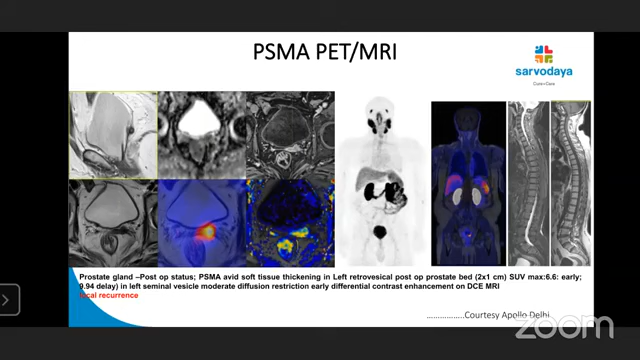 PSMA PET/MRI
sarvodaya
Prostate gland –Post op status; PSMA avid soft tissue thickening in Left retrovesical post op prostate bed (2x1 cm) SUV max:6.6: early;
9.94 delay) in left seminal vesicle moderate diffusion restriction early differential contrast enhancement on DCE MRI
local recurrence
................Courtesy Apollo Delhi
zoom